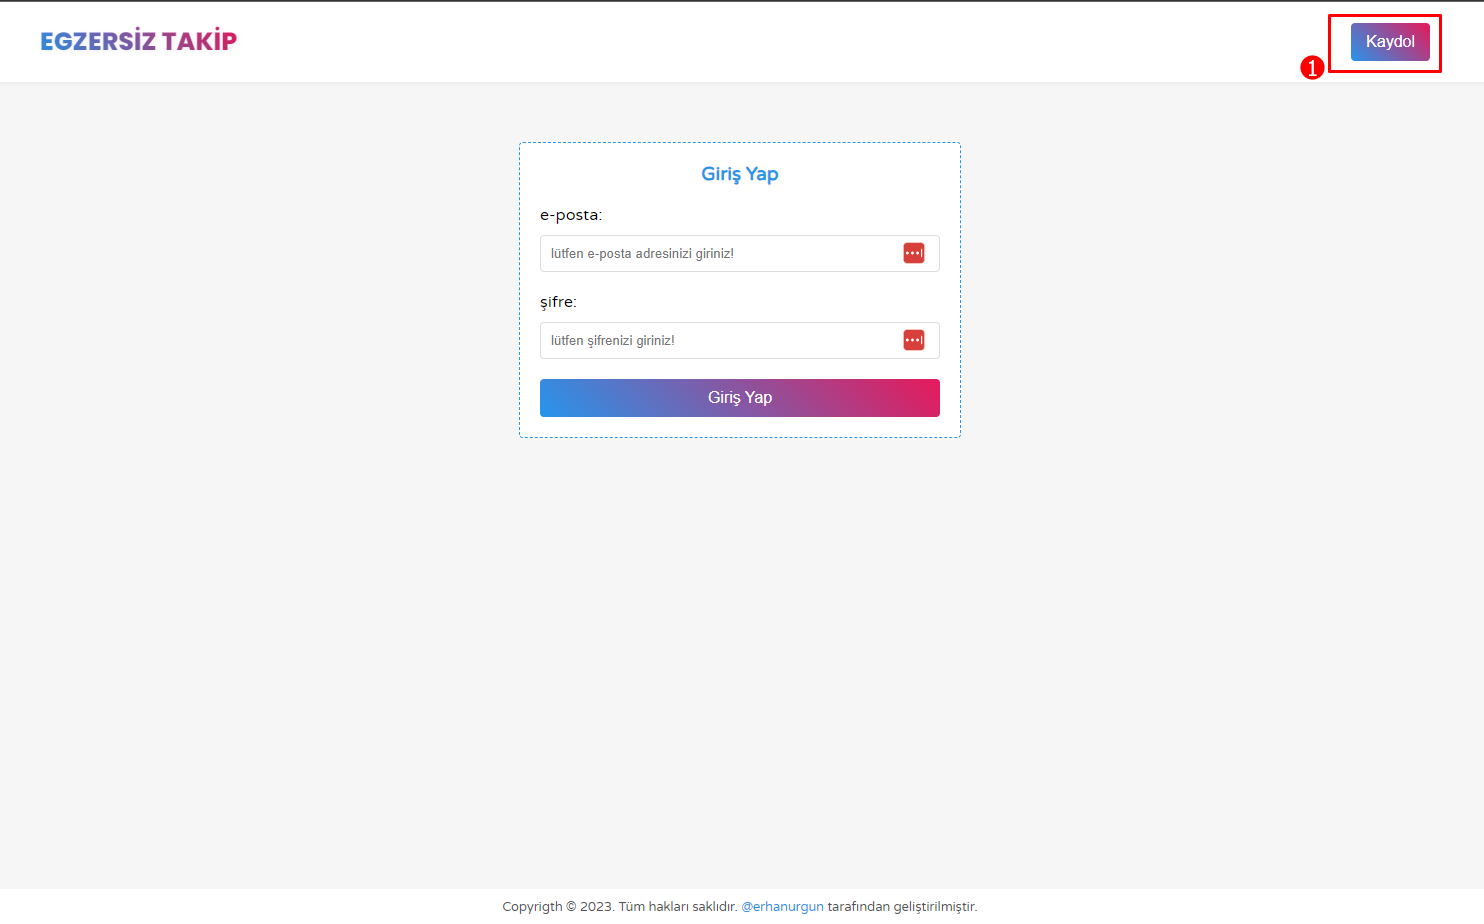 EGZERSİZ TAKİP
Kaydol
1
Giriş Yap
e-posta:
lütfen e-posta adresinizi giriniz!
şifre:
lütfen şifrenizi giriniz!
Giriş Yap
Copyrigth © 2023. Tüm hakları saklıdır. @erhanurgun tarafından geliştirilmiştir.